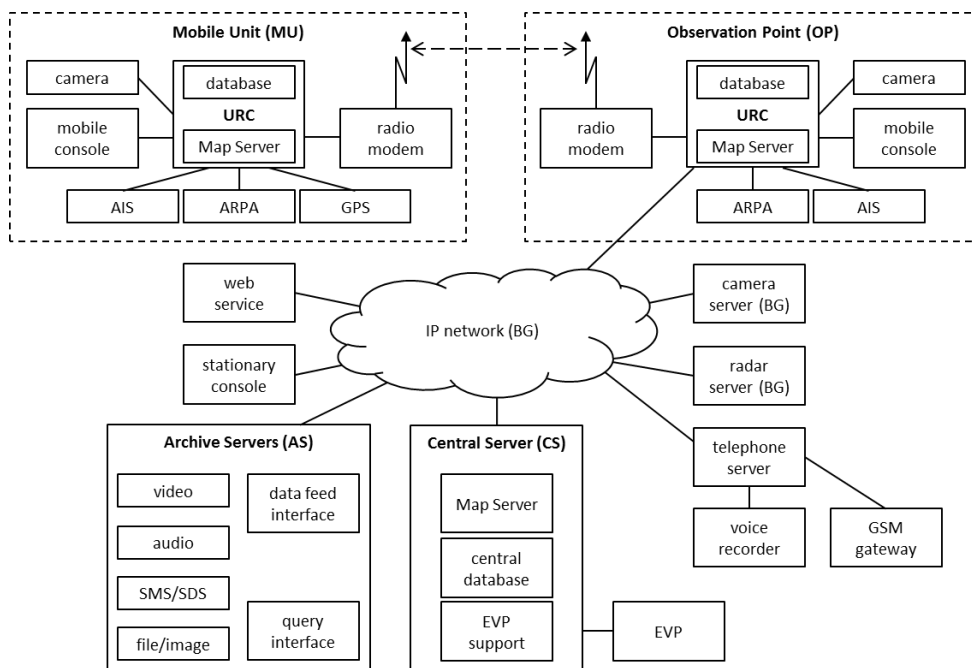 Mobile Unit (MU)
camera
mobile
console
database
URC
Map Server
radio
modem
AIS
ARPA
GPS
Observation Point (OP)
radio
modem
database
URC
Map Server
camera
mobile
console
ARPA
AIS
web
service
stationary
console
IP network (BG)
camera
server (BG)
radar
server (BG)
telephone
server
voice
recorder
GSM
gateway
Archive Servers (AS)
video
audio
SMS/SDS
file/image
data feed
interface
query
interface
Central Server (CS)
Map Server
central
database
EVP
support
EVP